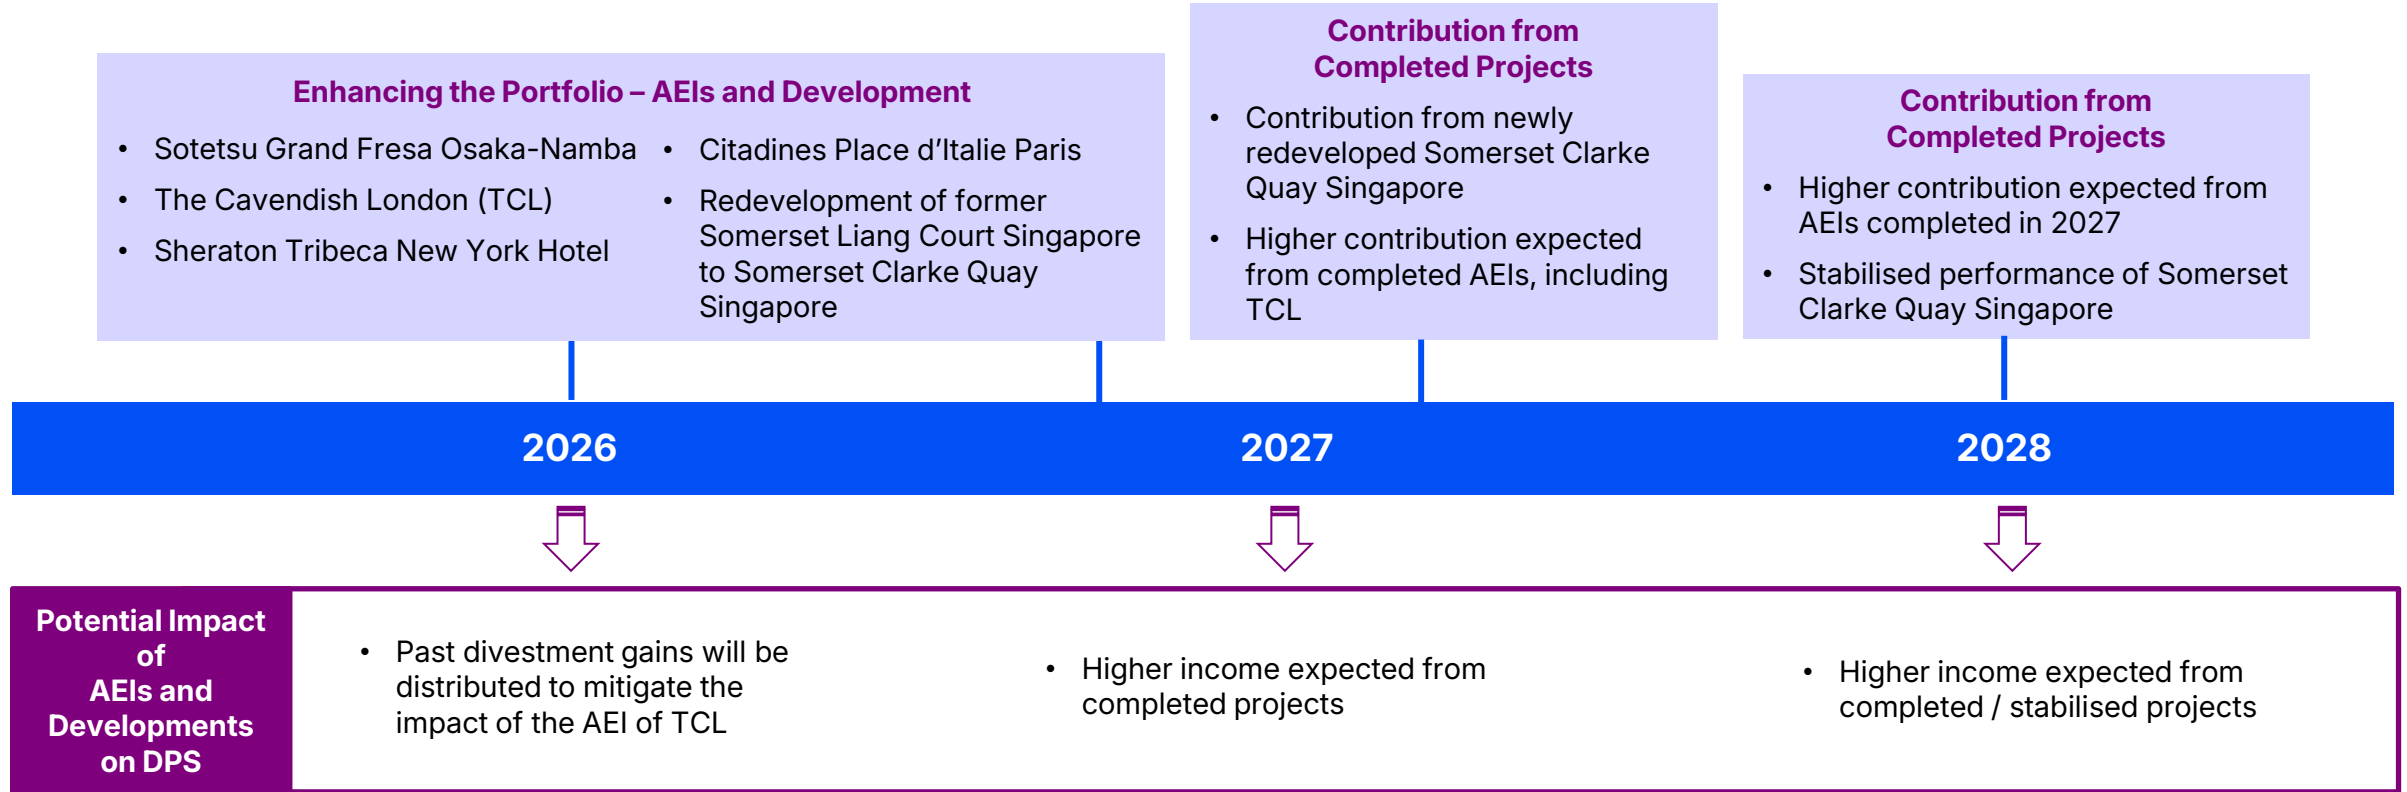 Enhancing the Portfolio – AEIs and Development
• Sotetsu Grand Fresa Osaka-Namba
• The Cavendish London (TCL)
• Sheraton Tribeca New York Hotel
• Citadines Place d’Italie Paris
• Redevelopment of former
Somerset Liang Court Singapore
to Somerset Clarke Quay
Singapore
Contribution from
Completed Projects
• Contribution from newly
redeveloped Somerset Clarke
Quay Singapore
• Higher contribution expected
from completed AEIs, including
TCL
Contribution from
Completed Projects
• Higher contribution expected from
AEIs completed in 2027
• Stabilised performance of Somerset
Clarke Quay Singapore
2026
2027
2028
Potential Impact
of
AEIs and
Developments
on DPS
• Past divestment gains will be
distributed to mitigate the
impact of the AEI of TCL
• Higher income expected from
completed projects
• Higher income expected from
completed / stabilised projects